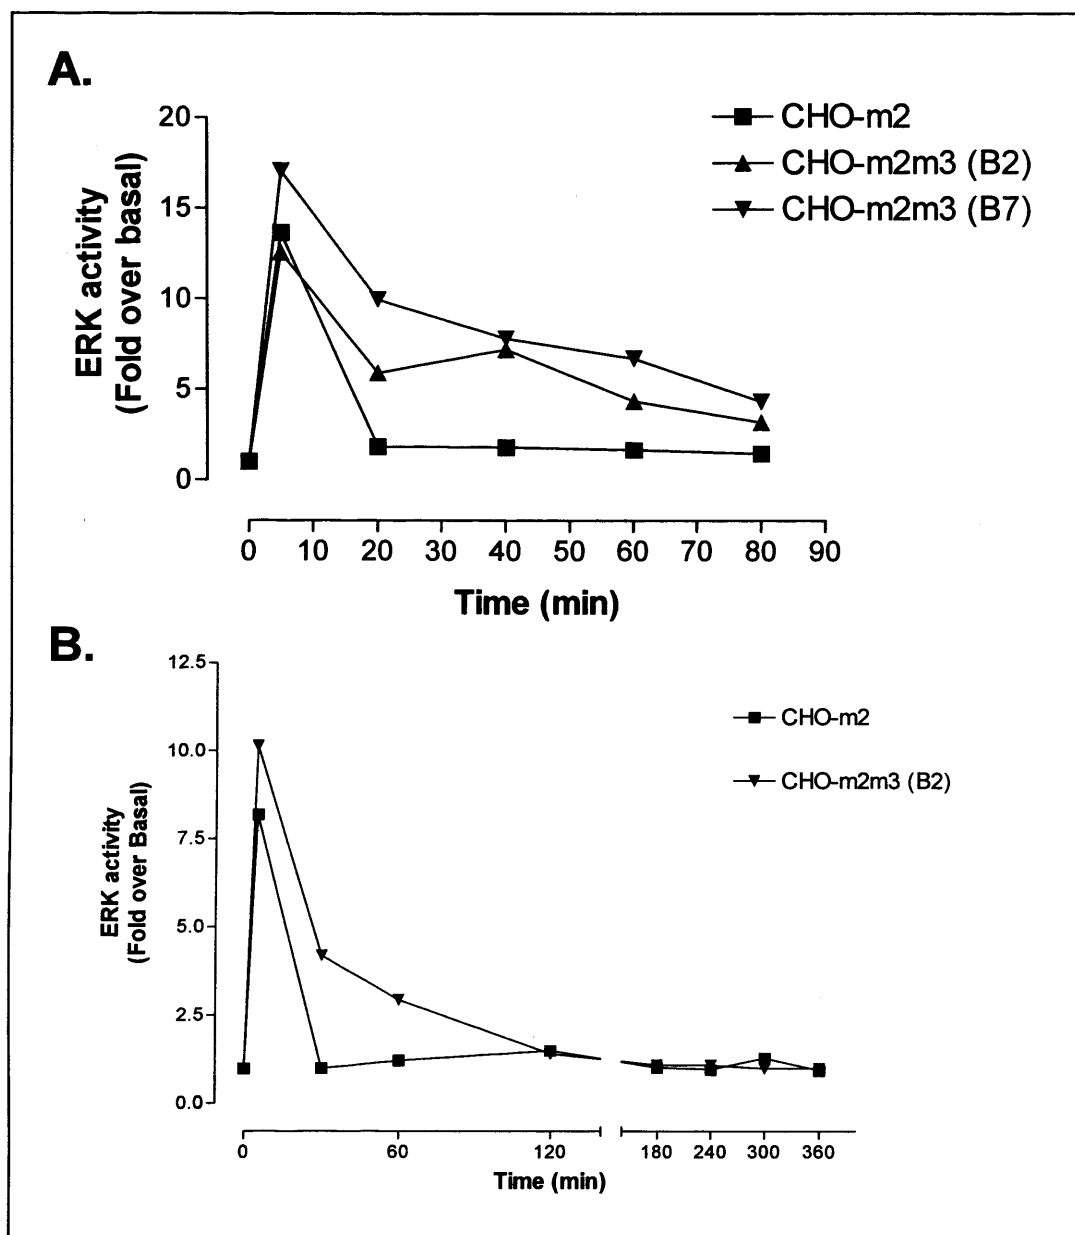 A.
20
15
10
5
0
ERK activity
(Fold over basal)
CHO-m2
CHO-m2m3 (B2)
CHO-m2m3 (B7)
0 10 20 30 40 50 60 70 80 90
Time (min)
B.
12.5
10.0
7.5
5.0
2.5
0.0
ERK activity
(Fold over Basal)
CHO-m2
CHO-m2m3 (B2)
0 60 120 180 240 300 360
Time (min)